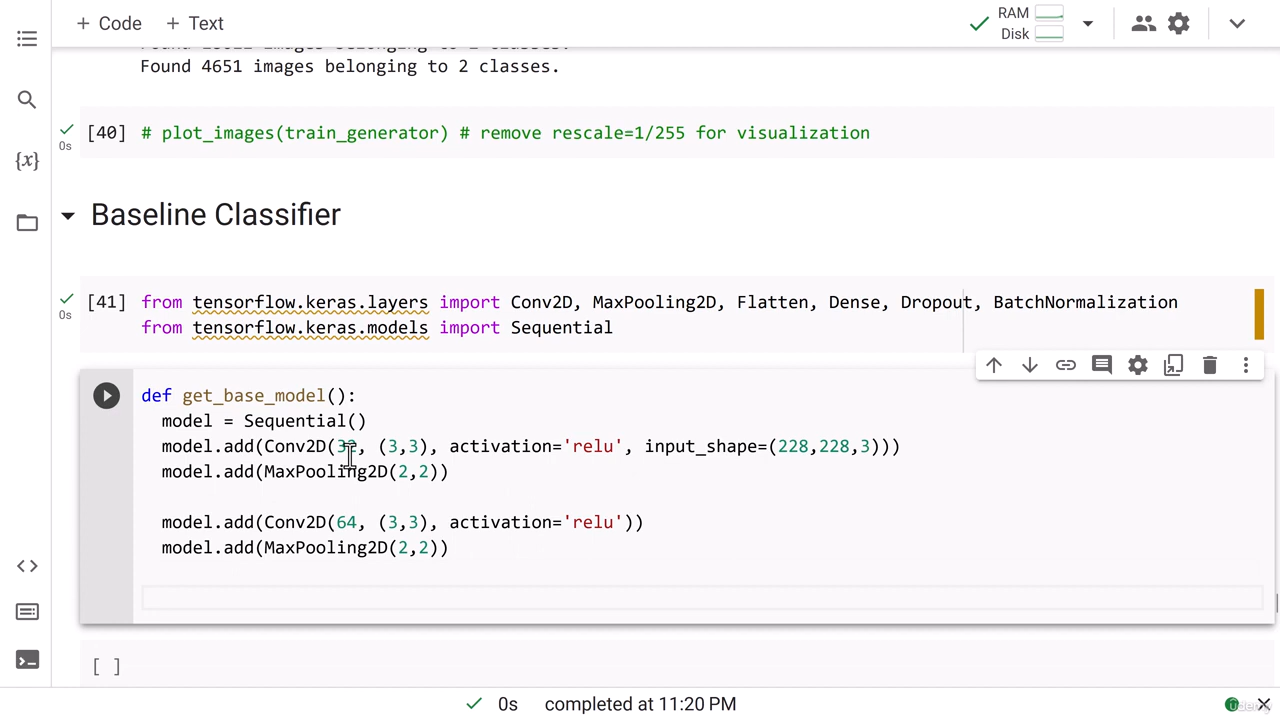 + Code + Text
RAM
Disk
Found 4651 images belonging to 2 classes.
[40] # plot_images(train_generator) # remove rescale=1/255 for visualization
0s
Baseline Classifier
[41] from tensorflow.keras.layers import Conv2D, MaxPooling2D, Flatten, Dense, Dropout, BatchNormalization
0s
from tensorflow.keras.models import Sequential
def get_base_model():
model = Sequential()
model.add(Conv2D(32, (3,3), activation='relu', input_shape=(228,228,3)))
model.add(MaxPooling2D(2,2))
model.add(Conv2D(64, (3,3), activation='relu'))
model.add(MaxPooling2D(2,2))
[ ]
0s completed at 11:20 PM
udemy